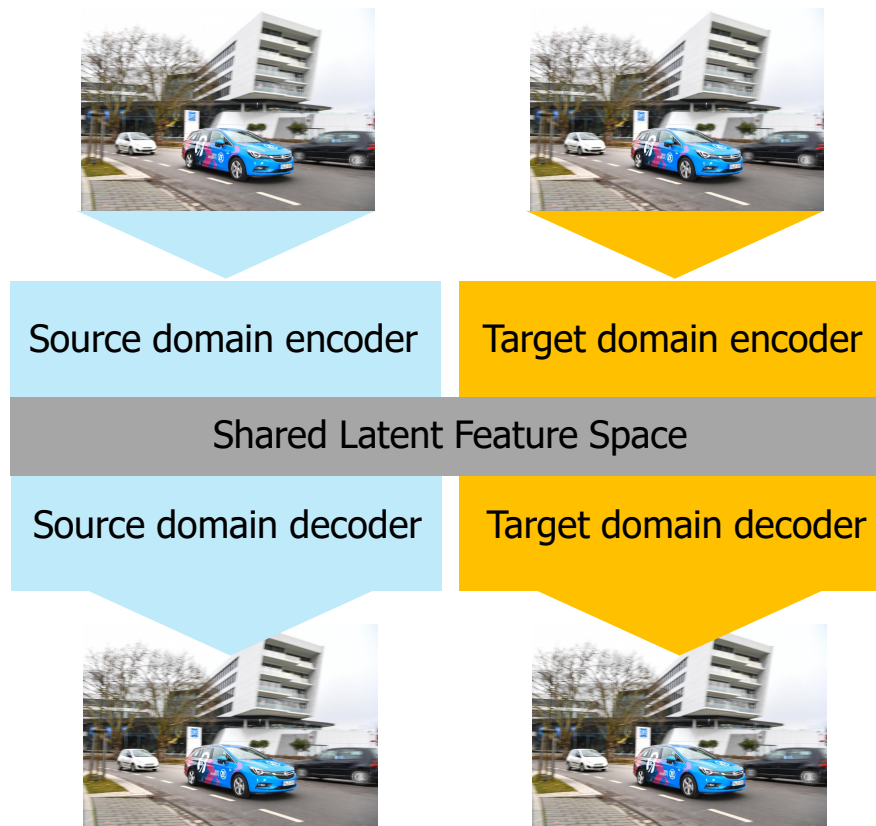 Source domain encoder
Target domain encoder
Shared Latent Feature Space
Source domain decoder
Target domain decoder